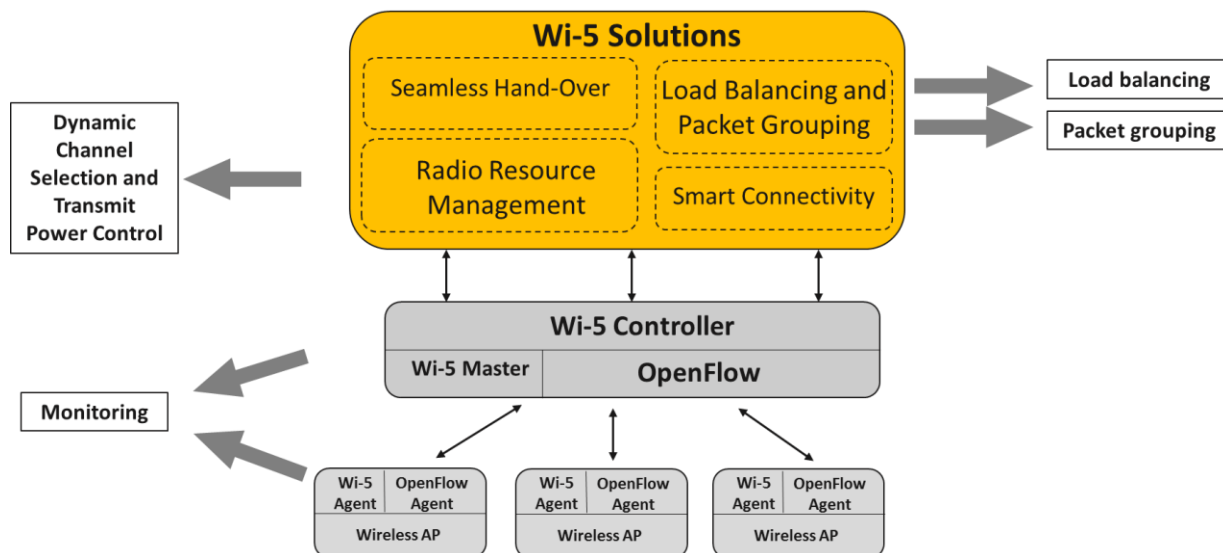 Wi-5 Solutions
Seamless Hand-Over
Load Balancing and
Packet Grouping
Radio Resource
Management
Smart Connectivity
Load balancing
Packet grouping
Dynamic
Channel
Selection and
Transmit
Power Control
Wi-5 Controller
Wi-5 Master
OpenFlow
Monitoring
Wi-5
Agent
OpenFlow
Agent
Wireless AP
Wi-5
Agent
OpenFlow
Agent
Wireless AP
Wi-5
Agent
OpenFlow
Agent
Wireless AP